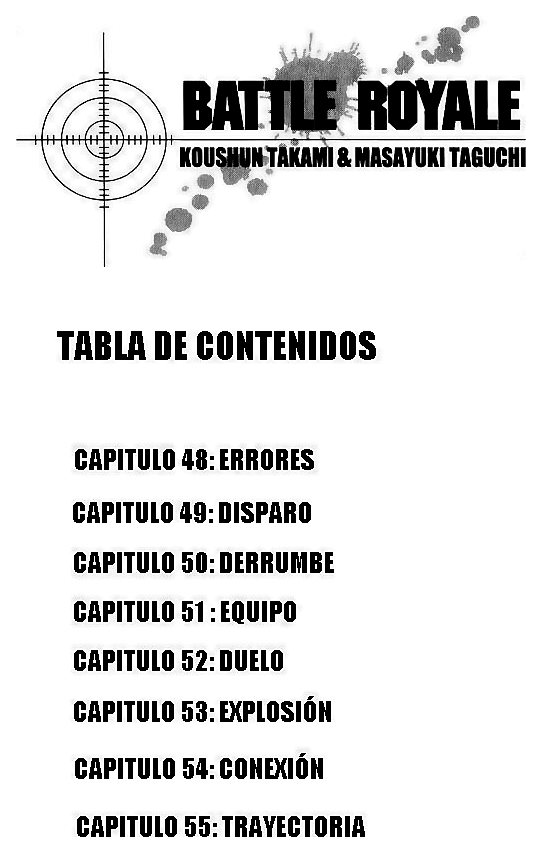 BATTLE ROYALE
KOUSHUN TAKAMI & MASAYUKI TAGUCHI
TABLA DE CONTENIDOS
CAPITULO 48: ERRORES
CAPITULO 49: DISPARO
CAPITULO 50: DERRUMBE
CAPITULO 51 : EQUIPO
CAPITULO 52: DUELO
CAPITULO 53: EXPLOSIÓN
CAPITULO 54: CONEXIÓN
CAPITULO 55: TRAYECTORIA